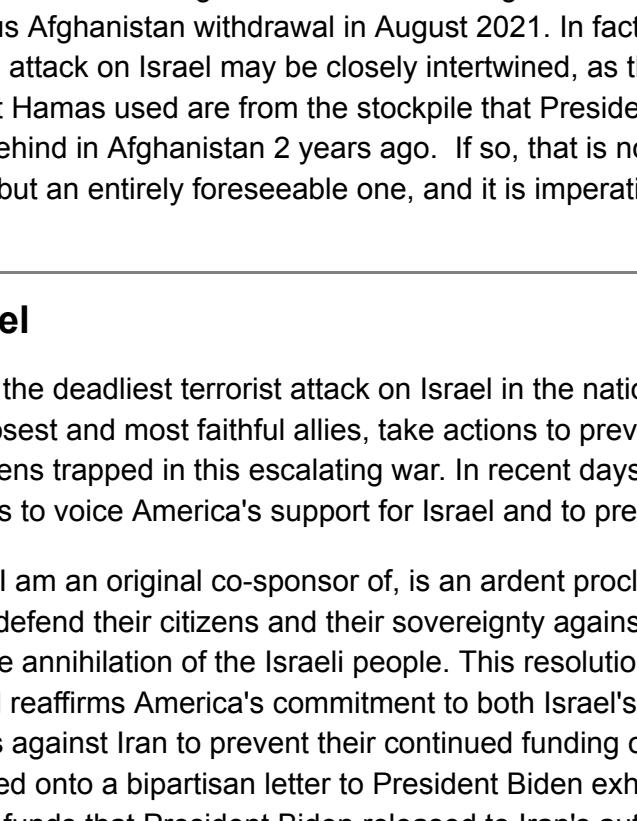 us Afghanistan withdrawal in August 2021. In fact
attack on Israel may be closely intertwined, as th
t Hamas used are from the stockpile that Preside
ehind in Afghanistan 2 years ago.  If so, that is no
but an entirely foreseeable one, and it is imperati
el
the deadliest terrorist attack on Israel in the natio
osest and most faithful allies, take actions to prev
ens trapped in this escalating war. In recent days
s to voice America's support for Israel and to pre
I am an original co-sponsor of, is an ardent procl
defend their citizens and their sovereignty agains
e annihilation of the Israeli people. This resolutio
reaffirms America's commitment to both Israel's
s against Iran to prevent their continued funding o
ed onto a bipartisan letter to President Biden exh
funds that President Biden released to Iran's aut